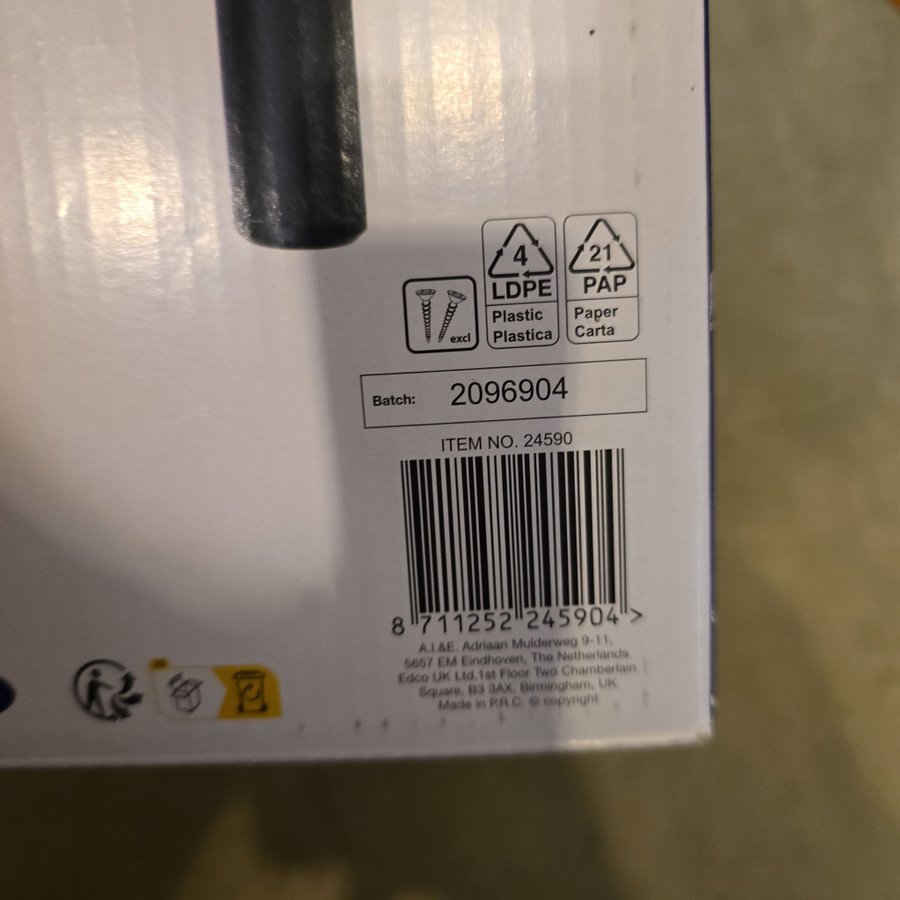 4
LDPE
Plastic
Plastica
21
PAP
Paper
Carta
excl
Batch: 2096904
ITEM NO. 24590
8 711252 245904 >
A.I.&E. Adriaan Mulderweg 9-11,
5657 EM Eindhoven, The Netherlands
Edco UK Ltd,1st Floor Two Chamberlain
Square, B3 3AX, Birmingham, UK
Made in P.R.C. © copyright